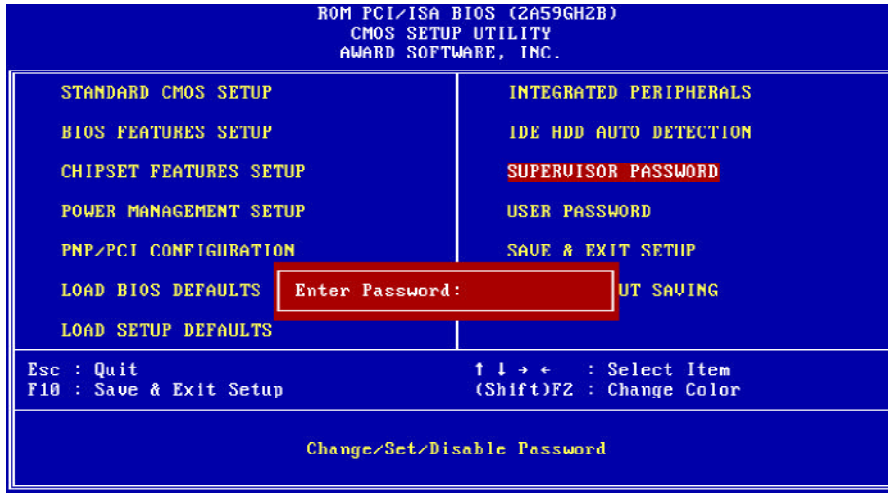 ROM PCI/ISA BIOS (2A59GH2B)
CMOS SETUP UTILITY
AWARD SOFTWARE, INC.
STANDARD CMOS SETUP
BIOS FEATURES SETUP
CHIPSET FEATURES SETUP
POWER MANAGEMENT SETUP
PNP/PCI CONFIGURATION
LOAD BIOS DEFAULTS
LOAD SETUP DEFAULTS
INTEGRATED PERIPHERALS
IDE HDD AUTO DETECTION
SUPERVISOR PASSWORD
USER PASSWORD
SAVE & EXIT SETUP
UT SAVING
Enter Password:
Esc : Quit
F10 : Save & Exit Setup
↑ ↓ → ← : Select Item
(Shift)F2 : Change Color
Change/Set/Disable Password